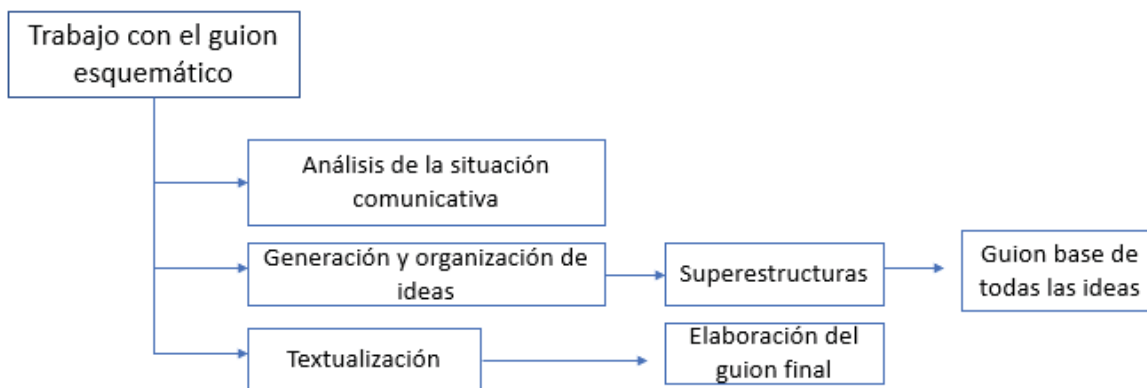 Trabajo con el guion
esquemático
Análisis de la situación
comunicativa
Generación y organización de
ideas
Superestructuras
Guion base de
todas las ideas
Textualización
Elaboración del
guion final